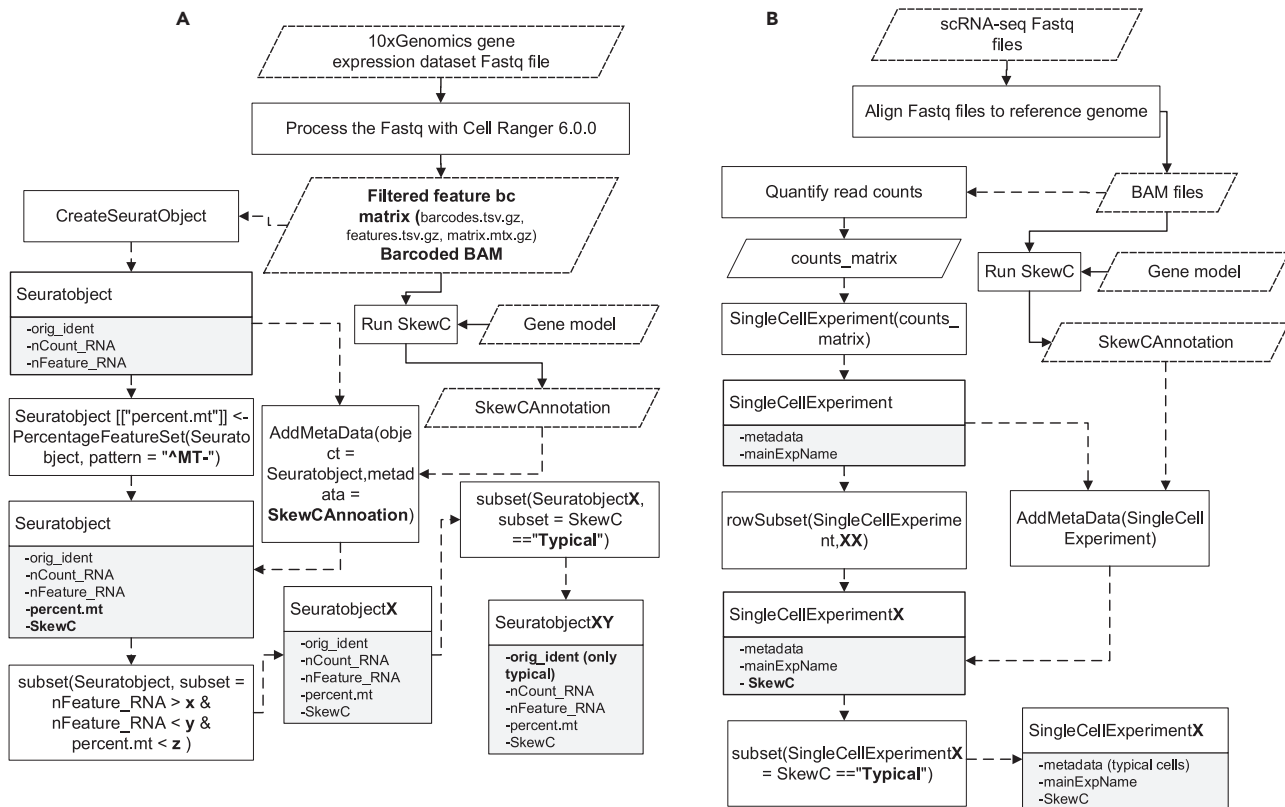 A
10xGenomics gene
expression dataset Fastq file
Process the Fastq with Cell Ranger 6.0.0
Filtered feature bc
matrix (barcodes.tsv.gz,
features.tsv.gz, matrix.mtx.gz)
Barcoded BAM
CreateSeuratObject
Seuratobject
-orig_ident
-nCount_RNA
-nFeature_RNA
Run SkewC
Gene model
SkewCAnnotation
Seuratobject [["percent.mt"]] <-
PercentageFeatureSet(Seurato
bject, pattern = "^MT-")
AddMetaData(obje
ct =
Seuratobject,metad
ata =
SkewCAnnoation)
Seuratobject
-orig_ident
-nCount_RNA
-nFeature_RNA
-percent.mt
-SkewC
subset(Seuratobject, subset =
nFeature_RNA > x &
nFeature_RNA < y &
percent.mt < z )
SeuratobjectX
-orig_ident
-nCount_RNA
-nFeature_RNA
-percent.mt
-SkewC
subset(SeuratobjectX,
subset = SkewC
=="Typical")
SeuratobjectXY
-orig_ident (only
typical)
-nCount_RNA
-nFeature_RNA
-percent.mt
-SkewC
B
scRNA-seq Fastq
files
Align Fastq files to reference genome
Quantify read counts
BAM files
counts_matrix
Run SkewC
Gene model
SingleCellExperiment(counts_
matrix)
SkewCAnnotation
SingleCellExperiment
-metadata
-mainExpName
rowSubset(SingleCellExperime
nt,XX)
AddMetaData(SingleCell
Experiment)
SingleCellExperimentX
-metadata
-mainExpName
- SkewC
subset(SingleCellExperimentX
= SkewC =="Typical")
SingleCellExperimentX
-metadata (typical cells)
-mainExpName
-SkewC